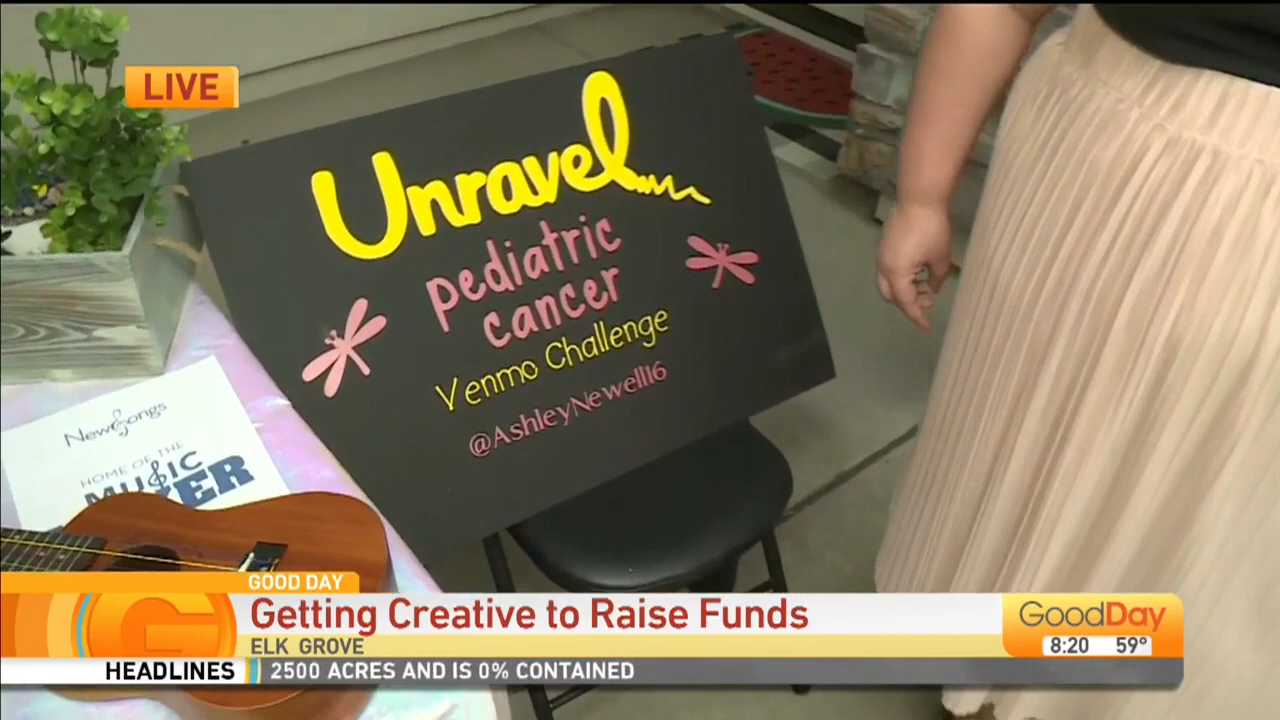 LIVE
Unravel
pediatric
cancer
Venmo Challenge
@AshleyNewell16
NewSongs
HOME OF THE
MUSIC
GOOD DAY
Getting Creative to Raise Funds
ELK GROVE
GoodDay
8:20 59°
HEADLINES 2500 ACRES AND IS 0% CONTAINED